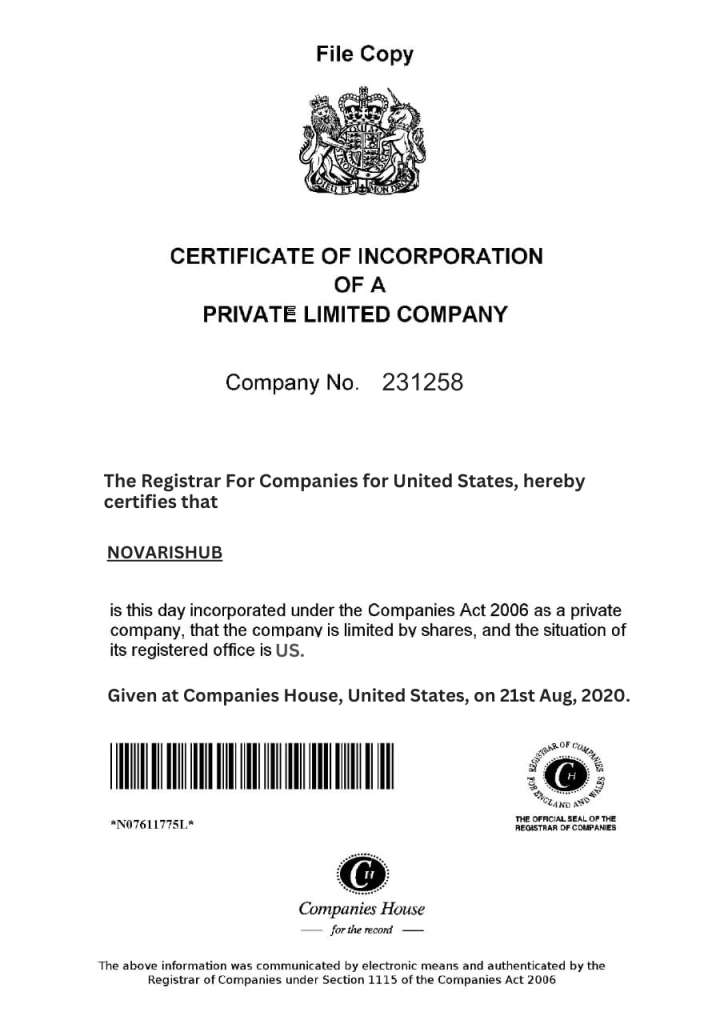 File Copy
DIEU ET MON DROIT
CERTIFICATE OF INCORPORATION
OF A
PRIVATE LIMITED COMPANY
Company No. 231258
The Registrar For Companies for United States, hereby
certifies that
NOVARISHUB
is this day incorporated under the Companies Act 2006 as a private
company, that the company is limited by shares, and the situation of
its registered office is US.
Given at Companies House, United States, on 21st Aug, 2020.
*N07611775L*
REGISTRAR OF COMPANIES
FOR ENGLAND AND WALES
CH
THE OFFICIAL SEAL OF THE
REGISTRAR OF COMPANIES
CH
Companies House
for the record
The above information was communicated by electronic means and authenticated by the
Registrar of Companies under Section 1115 of the Companies Act 2006